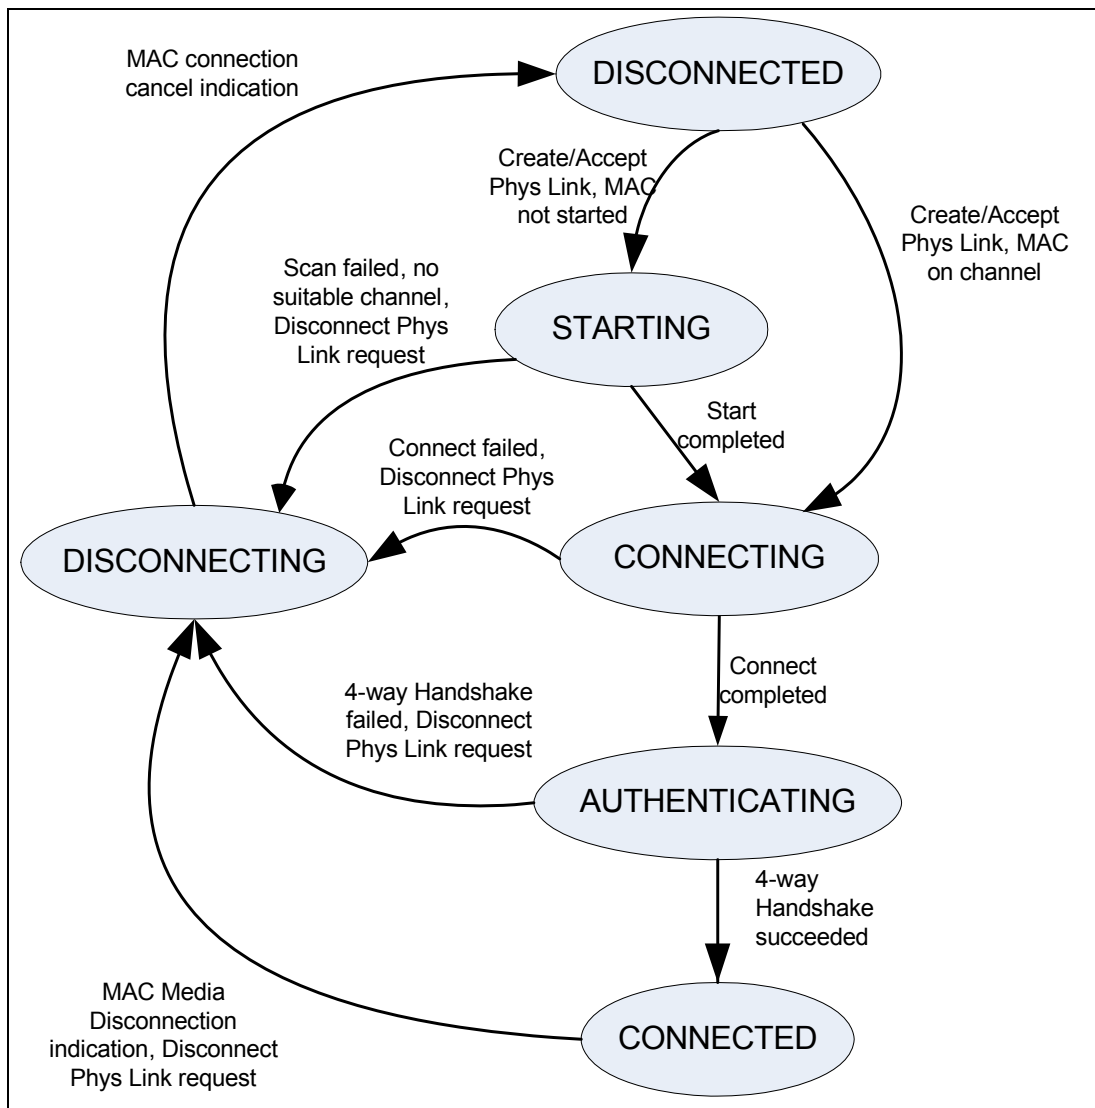 MAC connection
cancel indication
DISCONNECTED
Create/Accept
Phys Link, MAC
not started
Create/Accept
Phys Link, MAC
on channel
Scan failed, no
suitable channel,
Disconnect Phys
Link request
STARTING
Start
completed
Connect failed,
Disconnect Phys
Link request
DISCONNECTING
CONNECTING
Connect
completed
4-way Handshake
failed, Disconnect
Phys Link request
AUTHENTICATING
4-way
Handshake
succeeded
MAC Media
Disconnection
indication, Disconnect
Phys Link request
CONNECTED